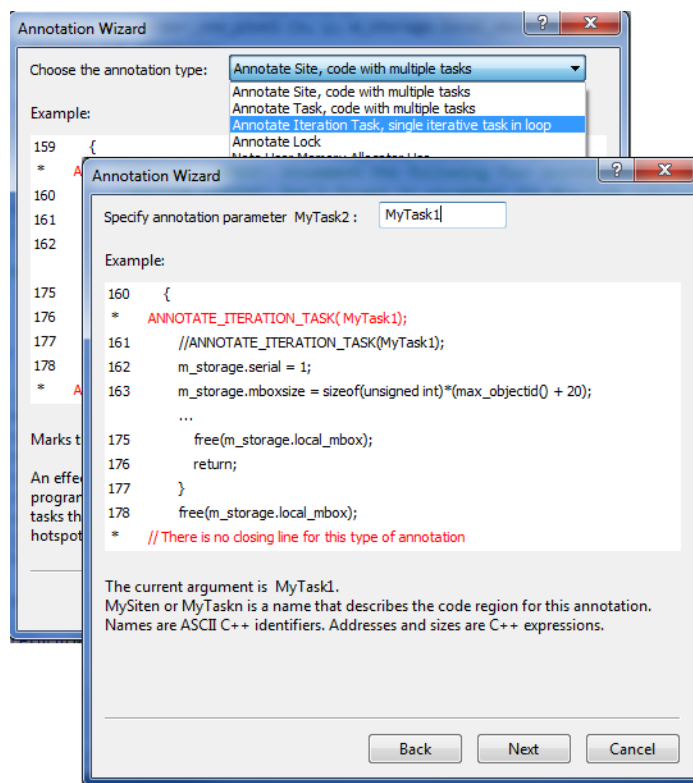 Annotation Wizard
Choose the annotation type: Annotate Site, code with multiple tasks
Annotate Site, code with multiple tasks
Annotate Task, code with multiple tasks
Annotate Iteration Task, single iterative task in loop
Annotate Lock
Example:
159 {
* A
160
161
162
175
176
177
178
* A
Marks t
An effe
program
tasks th
hotspot
Annotation Wizard
Specify annotation parameter MyTask2 : MyTask1
Example:
160 {
* ANNOTATE_ITERATION_TASK( MyTask1);
161 //ANNOTATE_ITERATION_TASK(MyTask1);
162 m_storage.serial = 1;
163 m_storage.mboxsize = sizeof(unsigned int)*(max_objectid() + 20);
...
175 free(m_storage.local_mbox);
176 return;
177 }
178 free(m_storage.local_mbox);
* // There is no closing line for this type of annotation
The current argument is MyTask1.
MySiten or MyTaskn is a name that describes the code region for this annotation.
Names are ASCII C++ identifiers. Addresses and sizes are C++ expressions.
Back Next Cancel